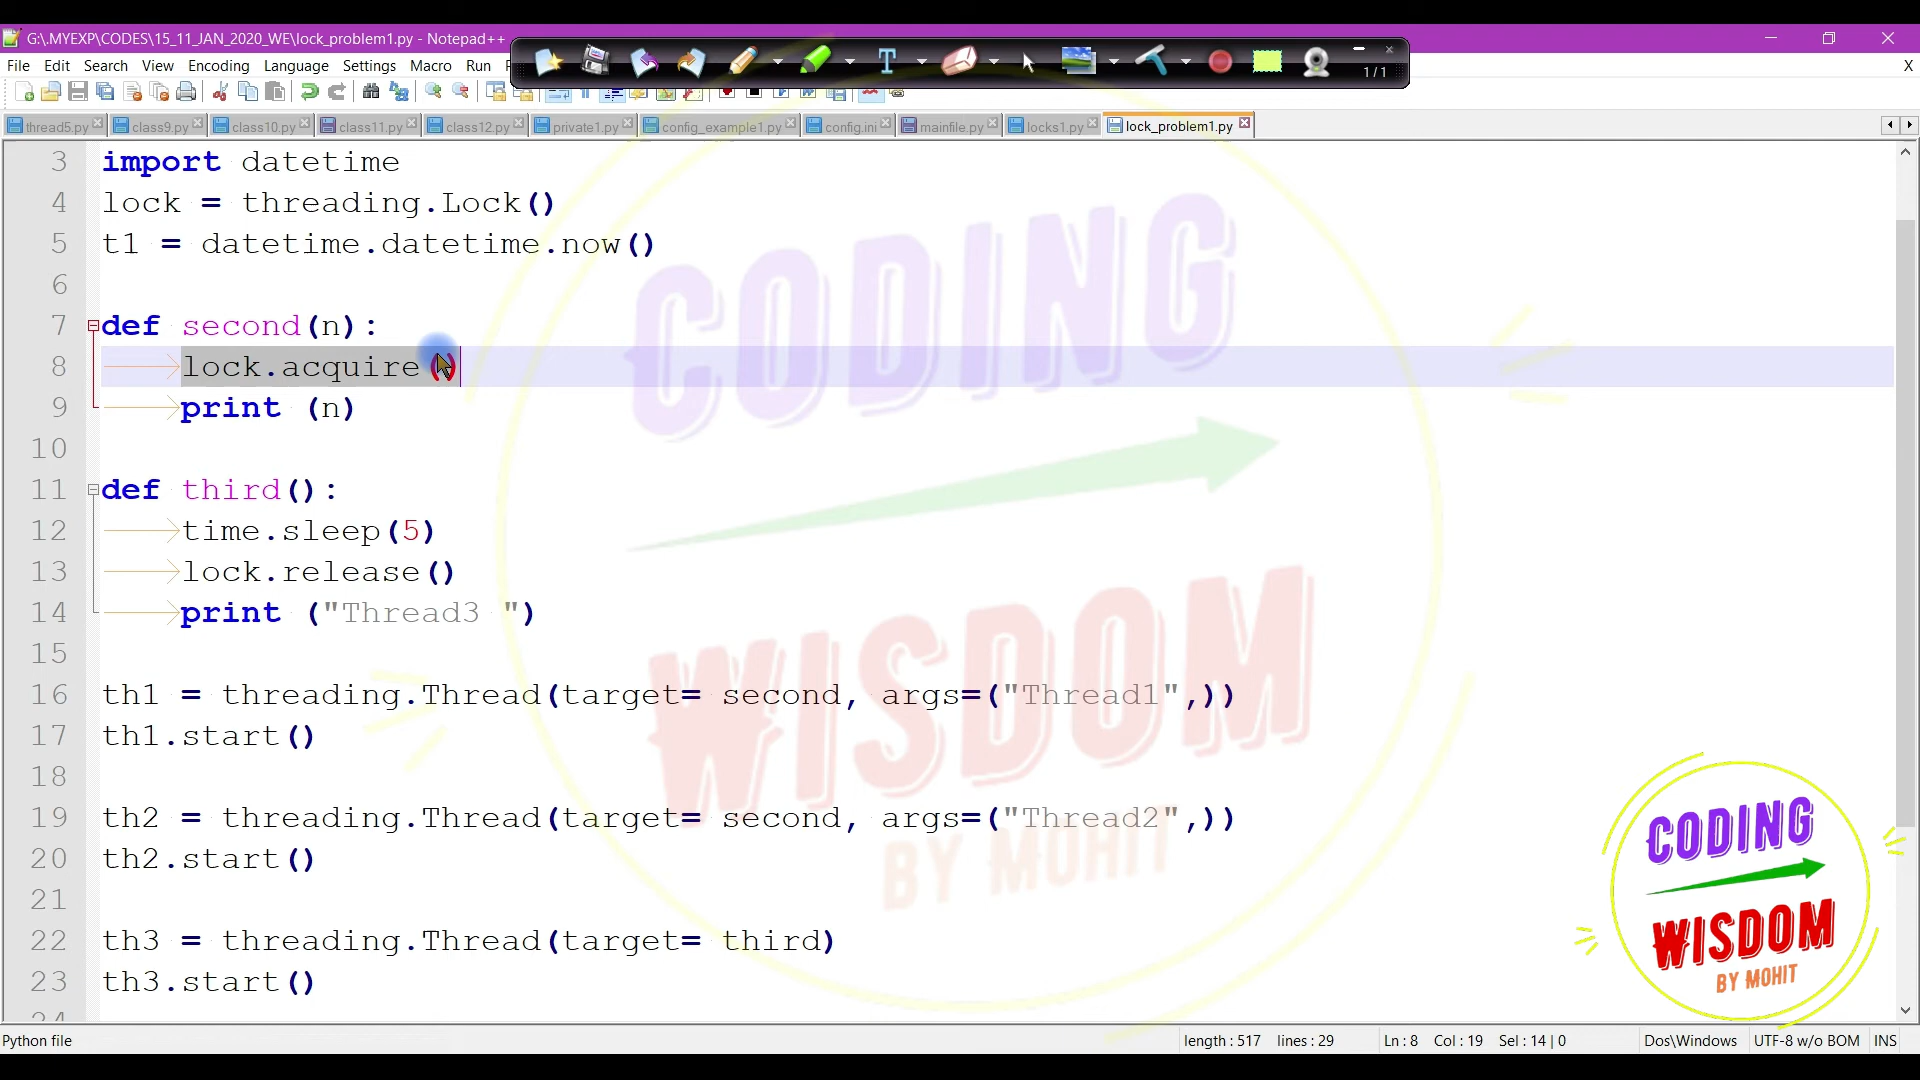 G:\.MYEXP\CODES\15_11_JAN_2020_WE\lock_problem1.py - Notepad++
File Edit Search View Encoding Language Settings Macro Run
1/1
X
thread5.py class9.py class10.py class11.py class12.py private1.py config_example1.py config.ini mainfile.py locks1.py lock_problem1.py
3 import datetime
4 lock = threading.Lock()
5 t1 = datetime.datetime.now()
6
7 def second(n):
8 lock.acquire()
9 print (n)
10
11 def third():
12 time.sleep(5)
13 lock.release()
14 print ("Thread3 ")
15
16 th1 = threading.Thread(target= second, args=("Thread1",))
17 th1.start()
18
19 th2 = threading.Thread(target= second, args=("Thread2",))
20 th2.start()
21
22 th3 = threading.Thread(target= third)
23 th3.start()
24
CODING
WISDOM
BY MOHIT
CODING
WISDOM
BY MOHIT
Python file length : 517 lines : 29 Ln : 8 Col : 19 Sel : 14 | 0 Dos\Windows UTF-8 w/o BOM INS